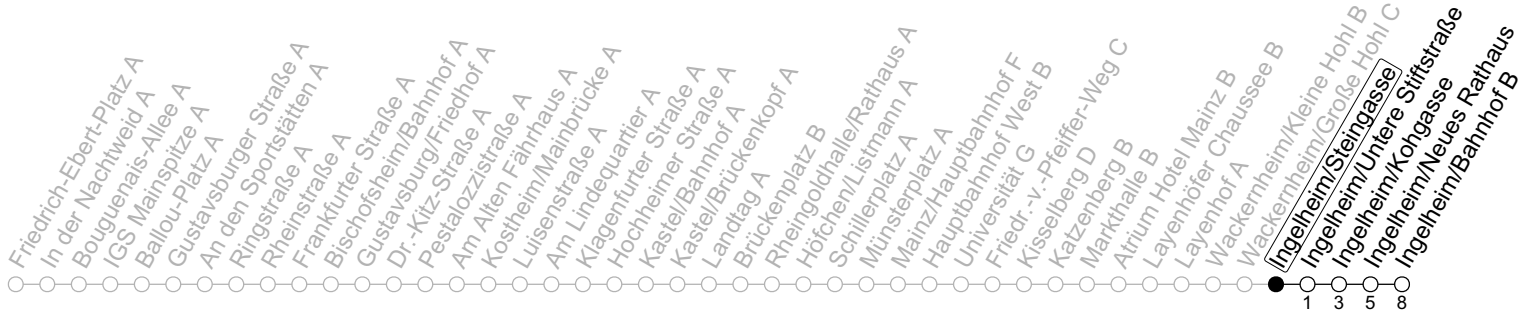 Friedrich-Ebert-Platz A
In der Nachtweid A
Bouguenais-Allee A
IGS Mainspitze A
Ballou-Platz A
Gustavsburger Straße A
An den Sportstätten A
Ringstraße A
Rheinstraße A
Frankfurter Straße A
Bischofsheim/Bahnhof A
Gustavsburg/Friedhof A
Dr.-Kitz-Straße A
Pestalozzistraße A
Am Alten Fährhaus A
Kostheim/Mainbrücke A
Luisenstraße A
Am Lindequartier A
Klagenfurter Straße A
Hochheimer Straße A
Kastel/Bahnhof A
Kastel/Brückenkopf A
Landtag A
Brückenplatz B
Rheingoldhalle/Rathaus A
Höfchen/Listmann A
Schillerplatz A
Münsterplatz A
Mainz/Hauptbahnhof F
Hauptbahnhof West B
Universität G
Friedr.-v.-Pfeiffer-Weg C
Kisselberg D
Katzenberg B
Markthalle B
Atrium Hotel Mainz B
Layenhöfer Chaussee B
Layenhof A
Wackernheim/Kleine Hohl B
Wackernheim/Große Hohl C
Ingelheim/Steingasse
Ingelheim/Untere Stiftstraße
Ingelheim/Kohgasse
Ingelheim/Neues Rathaus
Ingelheim/Bahnhof B
1 3 5 8